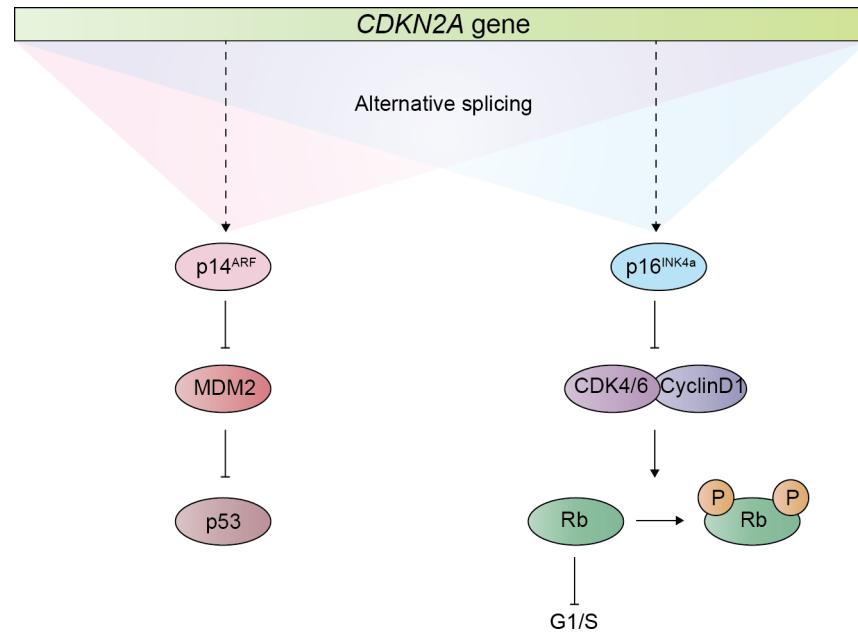 CDKN2A gene
Alternative splicing
p14ARF
p16INK4a
MDM2
CDK4/6
CyclinD1
p53
Rb
P
P
Rb
G1/S